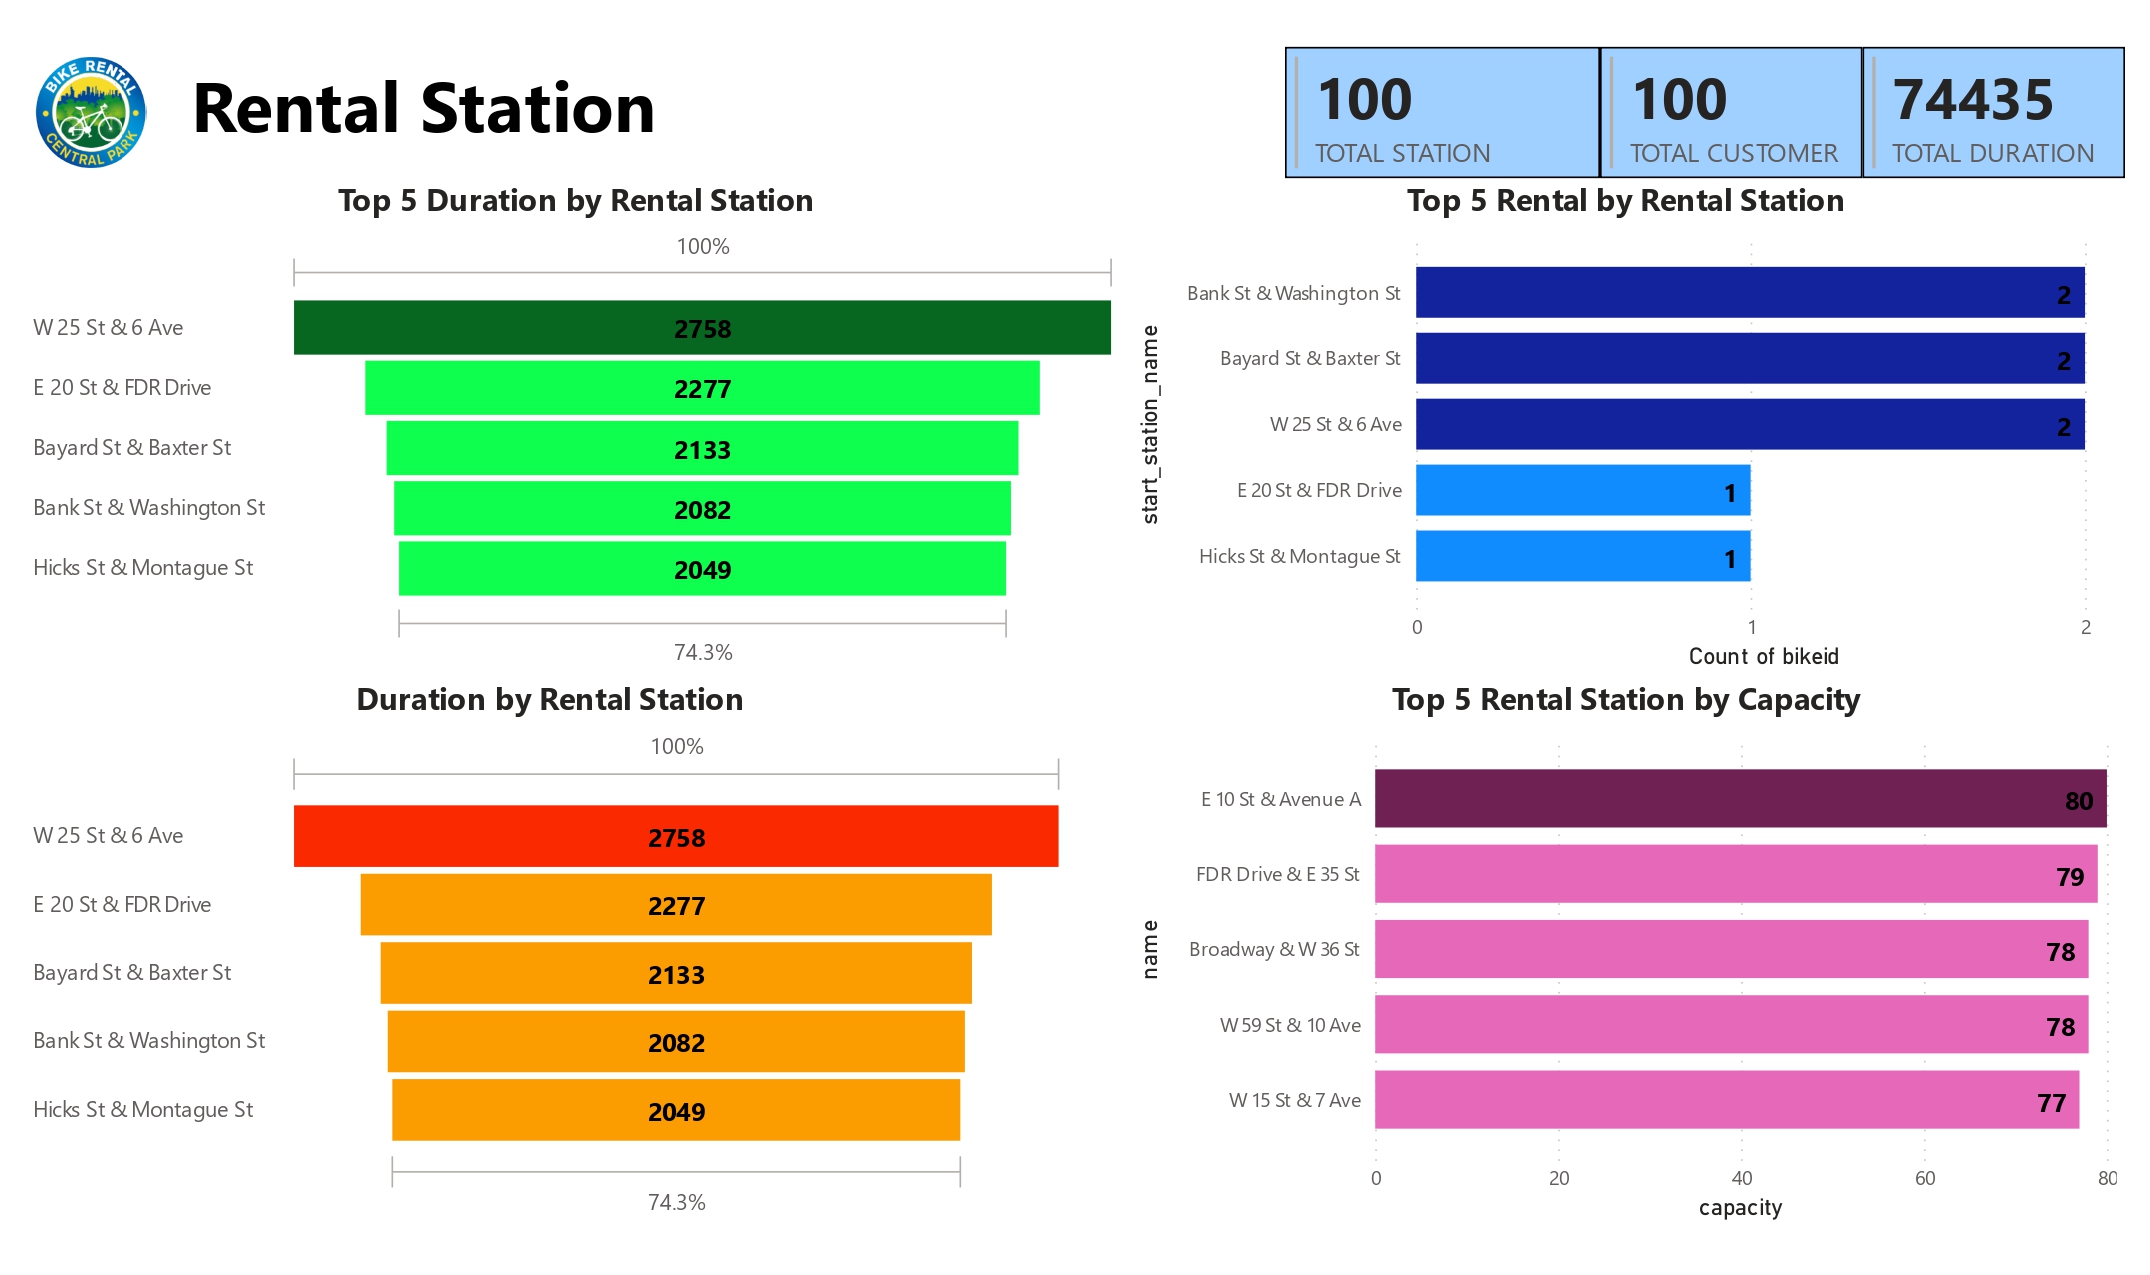 BIKE RENTAL
CENTRAL PARK
Rental Station
100
TOTAL STATION
100
TOTAL CUSTOMER
74435
TOTAL DURATION
Top 5 Duration by Rental Station
100%
W 25 St & 6 Ave
2758
E 20 St & FDR Drive
2277
Bayard St & Baxter St
2133
Bank St & Washington St
2082
Hicks St & Montague St
2049
74.3%
Top 5 Rental by Rental Station
start_station_name
Bank St & Washington St
2
Bayard St & Baxter St
2
W 25 St & 6 Ave
2
E 20 St & FDR Drive
1
Hicks St & Montague St
1
0 1 2
Count of bikeid
Duration by Rental Station
100%
W 25 St & 6 Ave
2758
E 20 St & FDR Drive
2277
Bayard St & Baxter St
2133
Bank St & Washington St
2082
Hicks St & Montague St
2049
74.3%
Top 5 Rental Station by Capacity
name
E 10 St & Avenue A
80
FDR Drive & E 35 St
79
Broadway & W 36 St
78
W 59 St & 10 Ave
78
W 15 St & 7 Ave
77
0 20 40 60 80
capacity